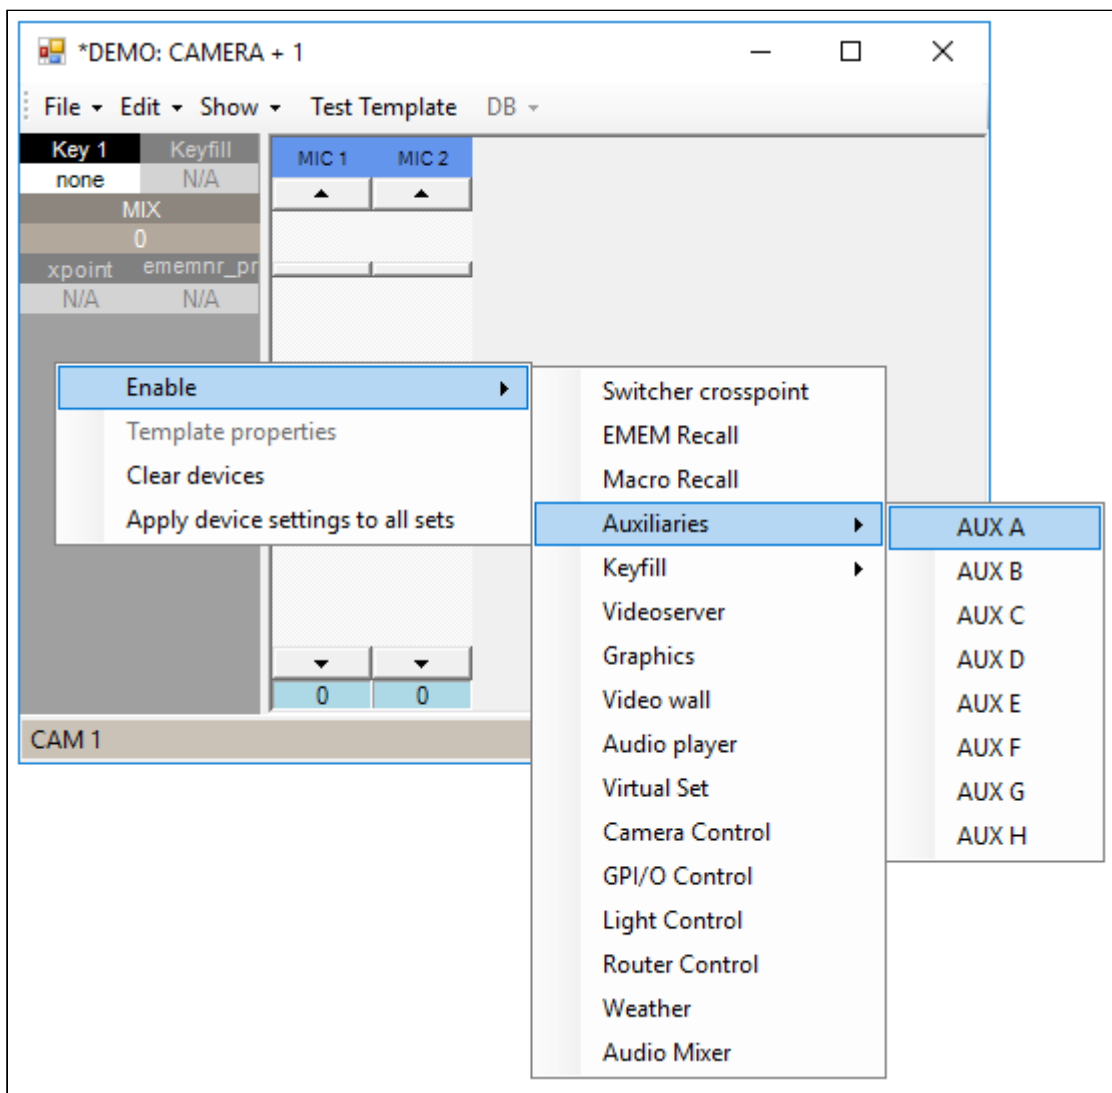 *DEMO: CAMERA + 1
File Edit Show Test Template DB
Key 1 Keyfill
none N/A
MIX
0
xpoint ememnr_pr
N/A N/A
MIC 1 MIC 2
0 0
CAM 1
Enable
Template properties
Clear devices
Apply device settings to all sets
Switcher crosspoint
EMEM Recall
Macro Recall
Auxiliaries
Keyfill
Videoserver
Graphics
Video wall
Audio player
Virtual Set
Camera Control
GPI/O Control
Light Control
Router Control
Weather
Audio Mixer
AUX A
AUX B
AUX C
AUX D
AUX E
AUX F
AUX G
AUX H